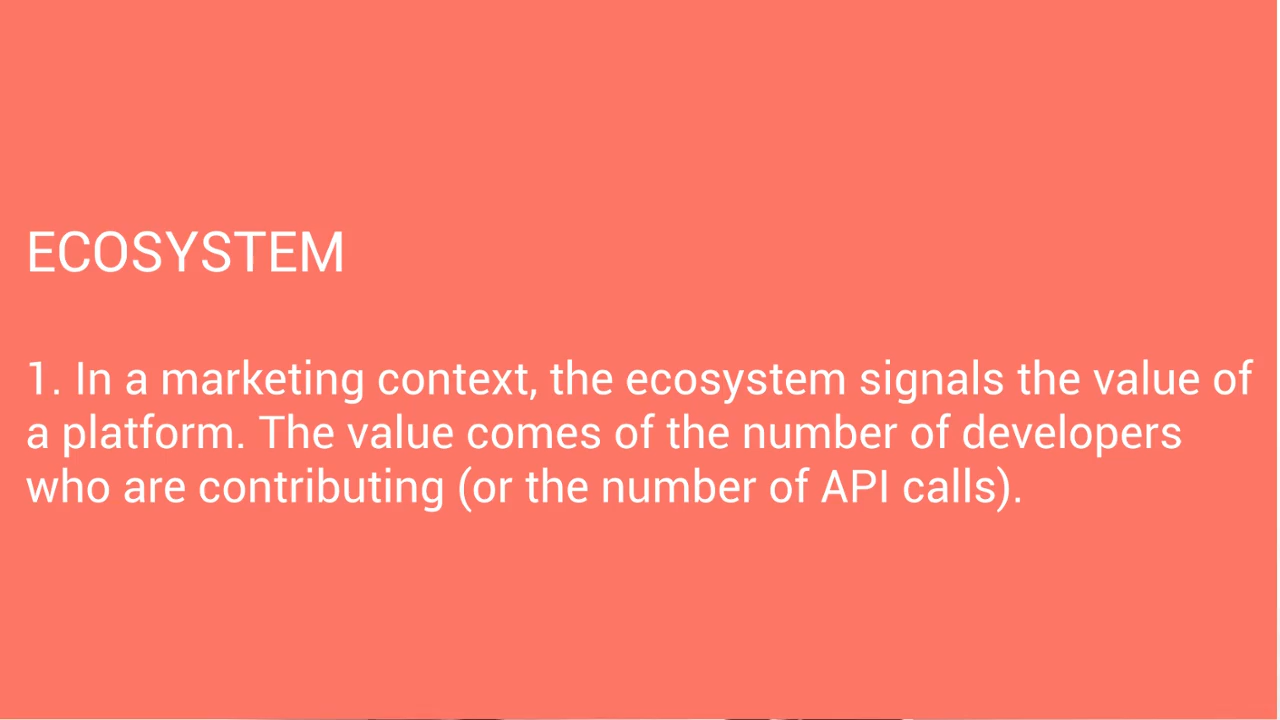 ECOSYSTEM
1. In a marketing context, the ecosystem signals the value of
a platform. The value comes of the number of developers
who are contributing (or the number of API calls).